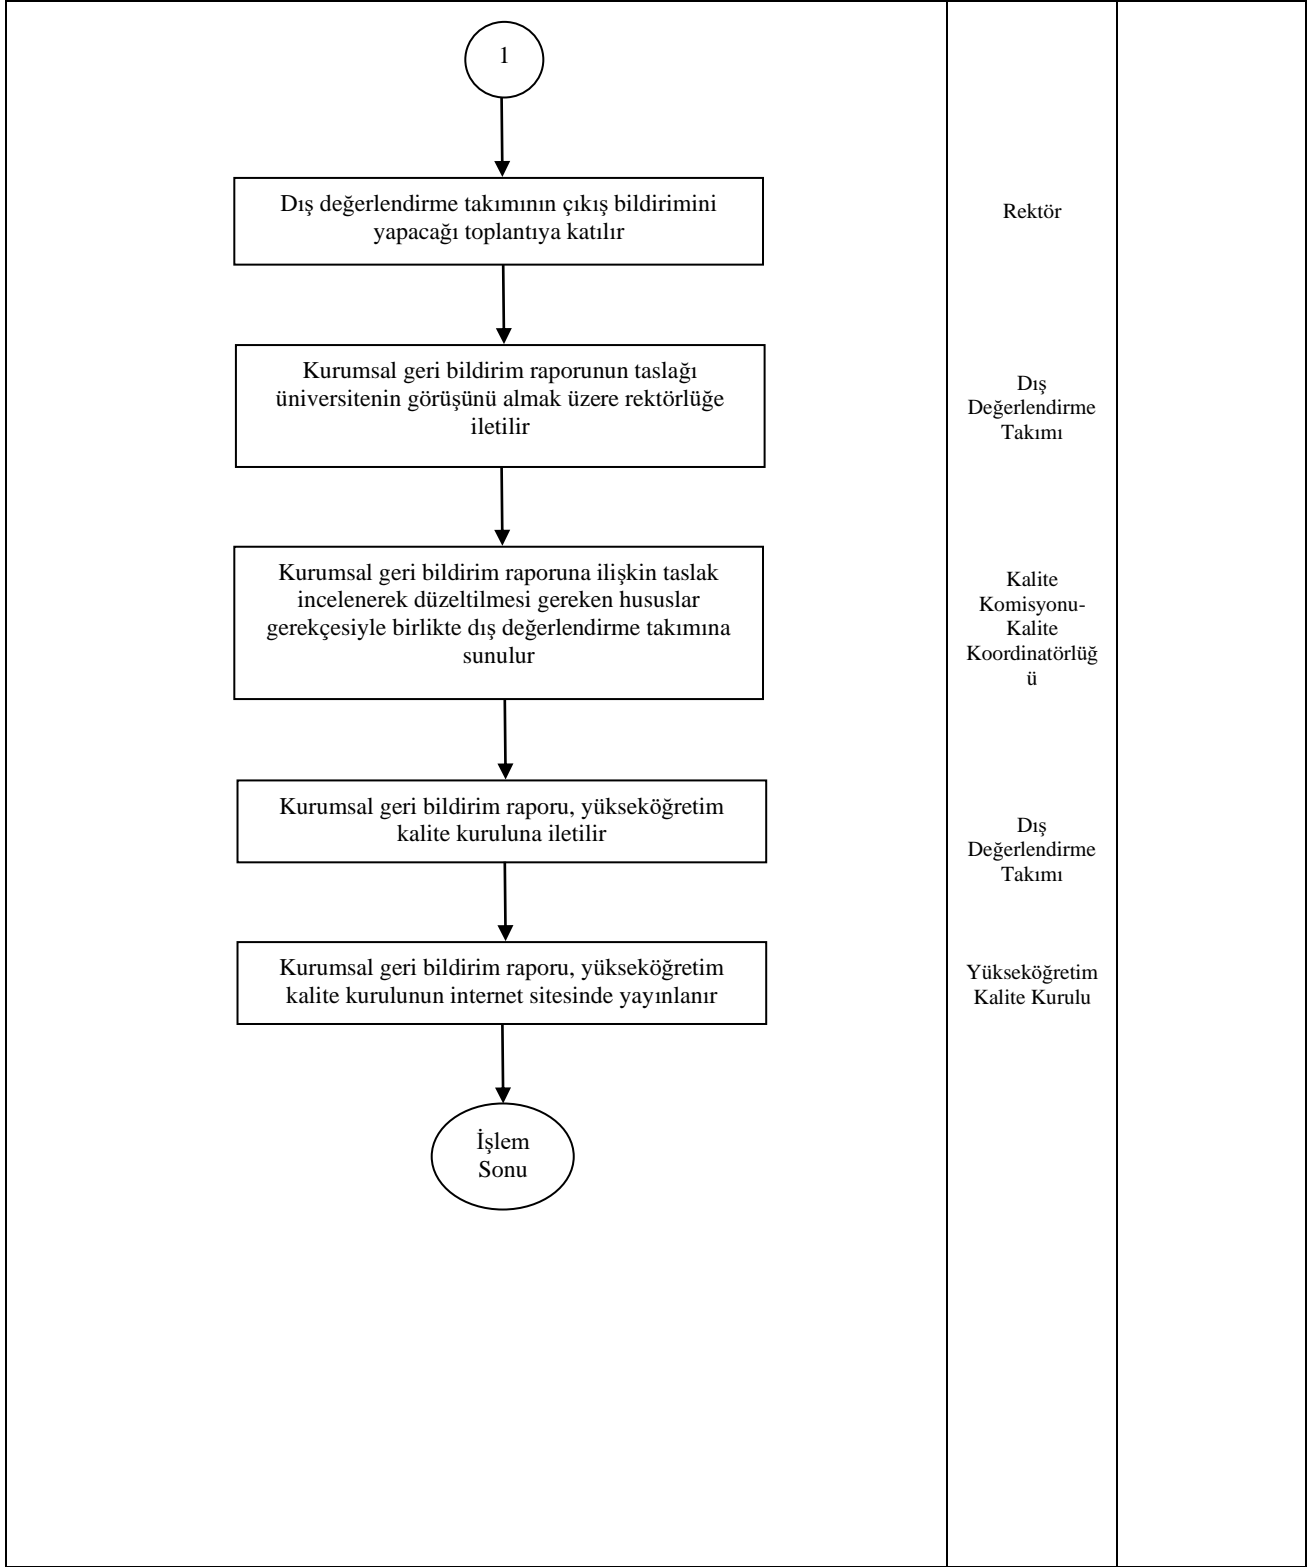 1
Dış değerlendirme takımının çıkış bildirimini
yapacağı toplantıya katılır
Rektör
Kurumsal geri bildirim raporunun taslağı
üniversitenin görüşünü almak üzere rektörlüğe
iletilir
Dış
Değerlendirme
Takımı
Kurumsal geri bildirim raporuna ilişkin taslak
incelenerek düzeltilmesi gereken hususlar
gerekçesiyle birlikte dış değerlendirme takımına
sunulur
Kalite
Komisyonu-
Kalite
Koordinatörlüğ
ü
Kurumsal geri bildirim raporu, yükseköğretim
kalite kuruluna iletilir
Dış
Değerlendirme
Takımı
Kurumsal geri bildirim raporu, yükseköğretim
kalite kurulunun internet sitesinde yayınlanır
Yükseköğretim
Kalite Kurulu
İşlem
Sonu